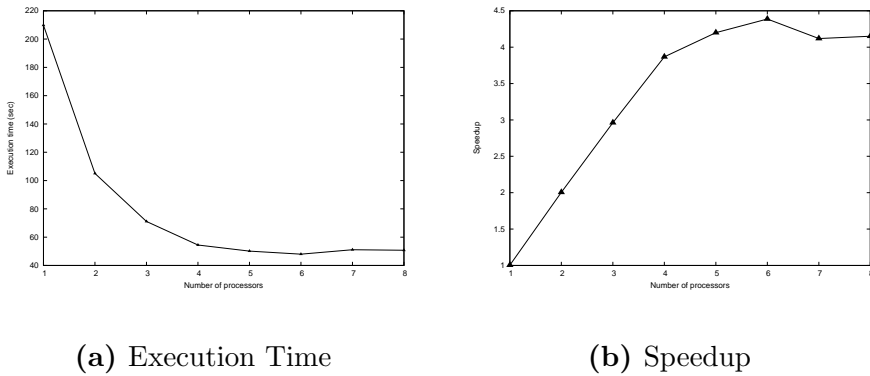 220
200
180
160
140
120
100
80
60
40
Execution time (sec)
1 2 3 4 5 6 7 8
Number of processors
4.5
4
3.5
3
2.5
2
1.5
1
Speedup
1 2 3 4 5 6 7 8
Number of processors
(a) Execution Time
(b) Speedup